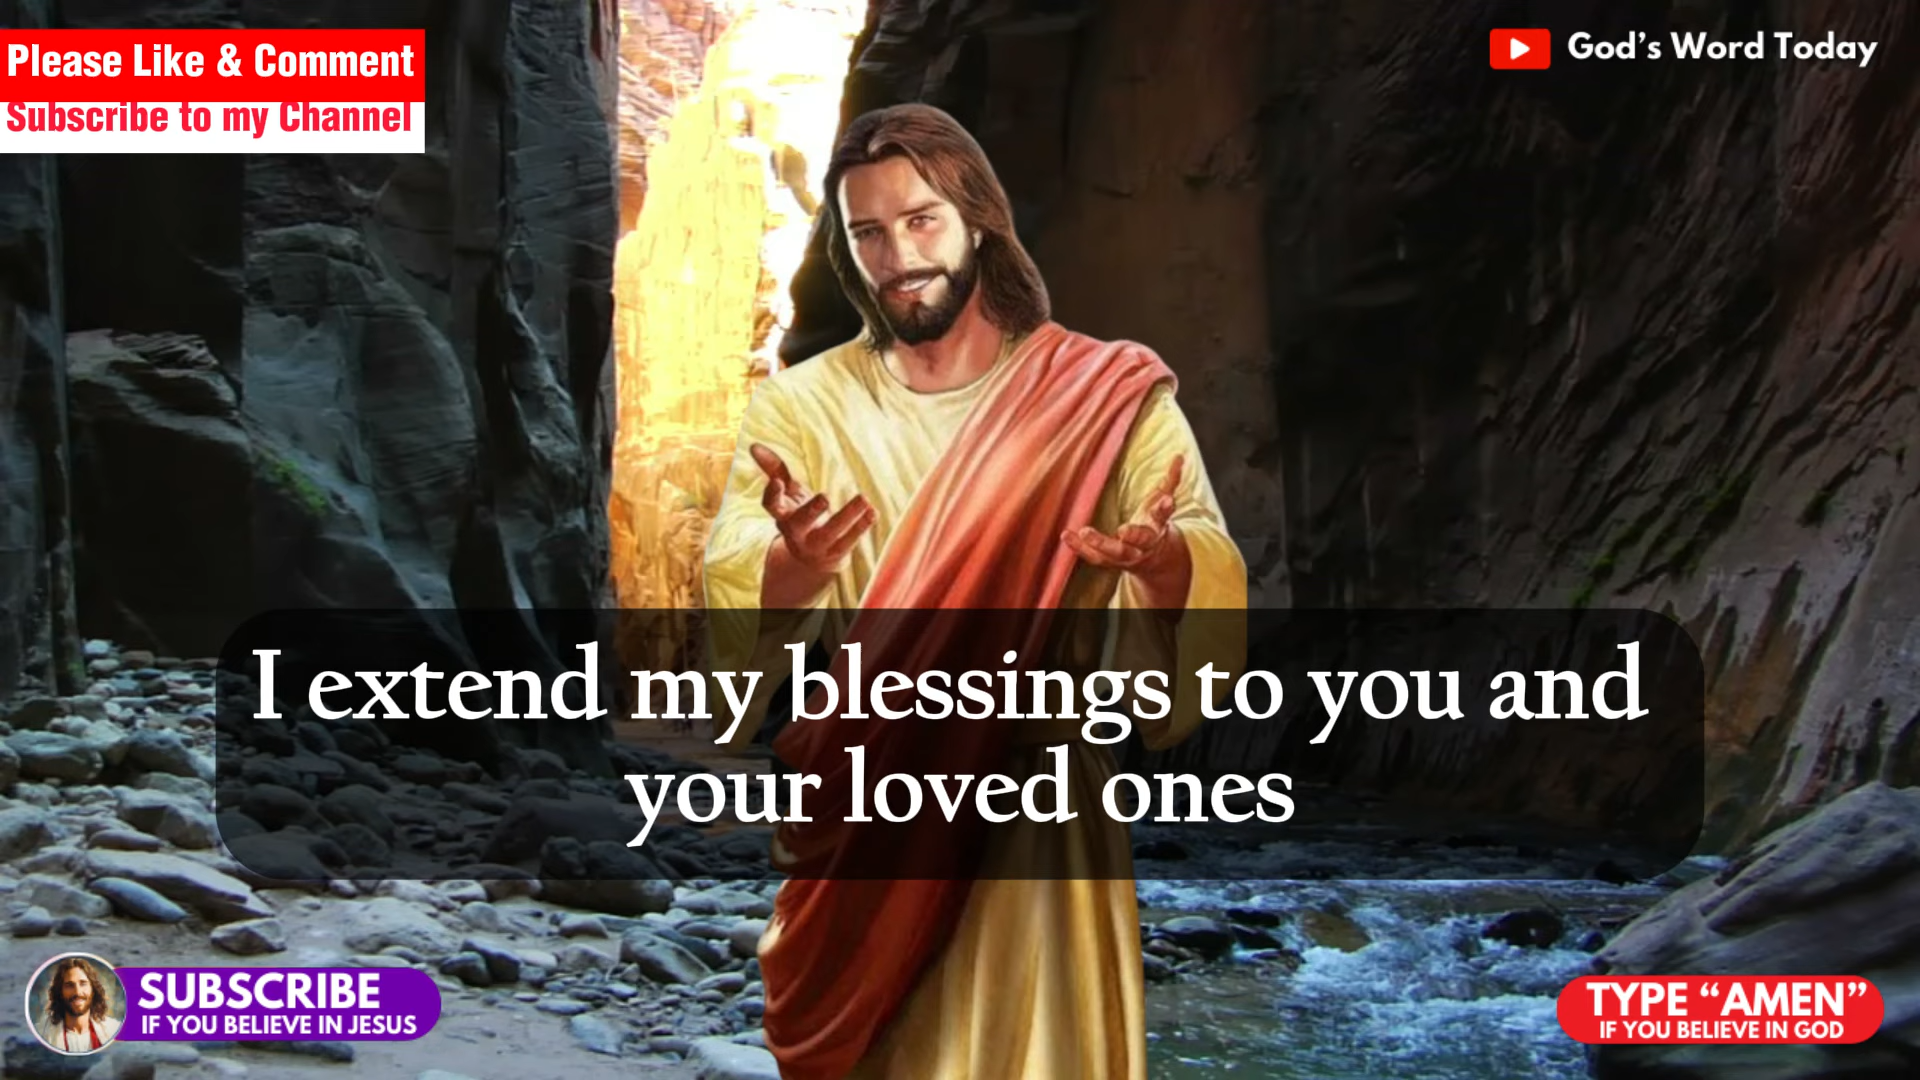 Please Like & Comment
Subscribe to my Channel
God's Word Today
I extend my blessings to you and
your loved ones
SUBSCRIBE
IF YOU BELIEVE IN JESUS
TYPE “AMEN”
IF YOU BELIEVE IN GOD